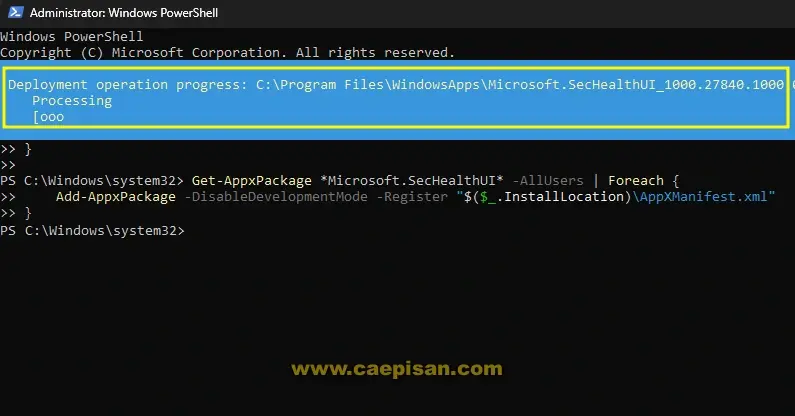 Administrator: Windows PowerShell
Windows PowerShell
Copyright (C) Microsoft Corporation. All rights reserved.
Deployment operation progress: C:\Program Files\WindowsApps\Microsoft.SecHealthUI_1000.27840.1000
Processing
[ooo
>> }
>>
PS C:\Windows\system32> Get-AppxPackage *Microsoft.SecHealthUI* -AllUsers | Foreach {
>>     Add-AppxPackage -DisableDevelopmentMode -Register "$($_.InstallLocation)\AppXManifest.xml"
>> }
PS C:\Windows\system32>
www.caepisan.com